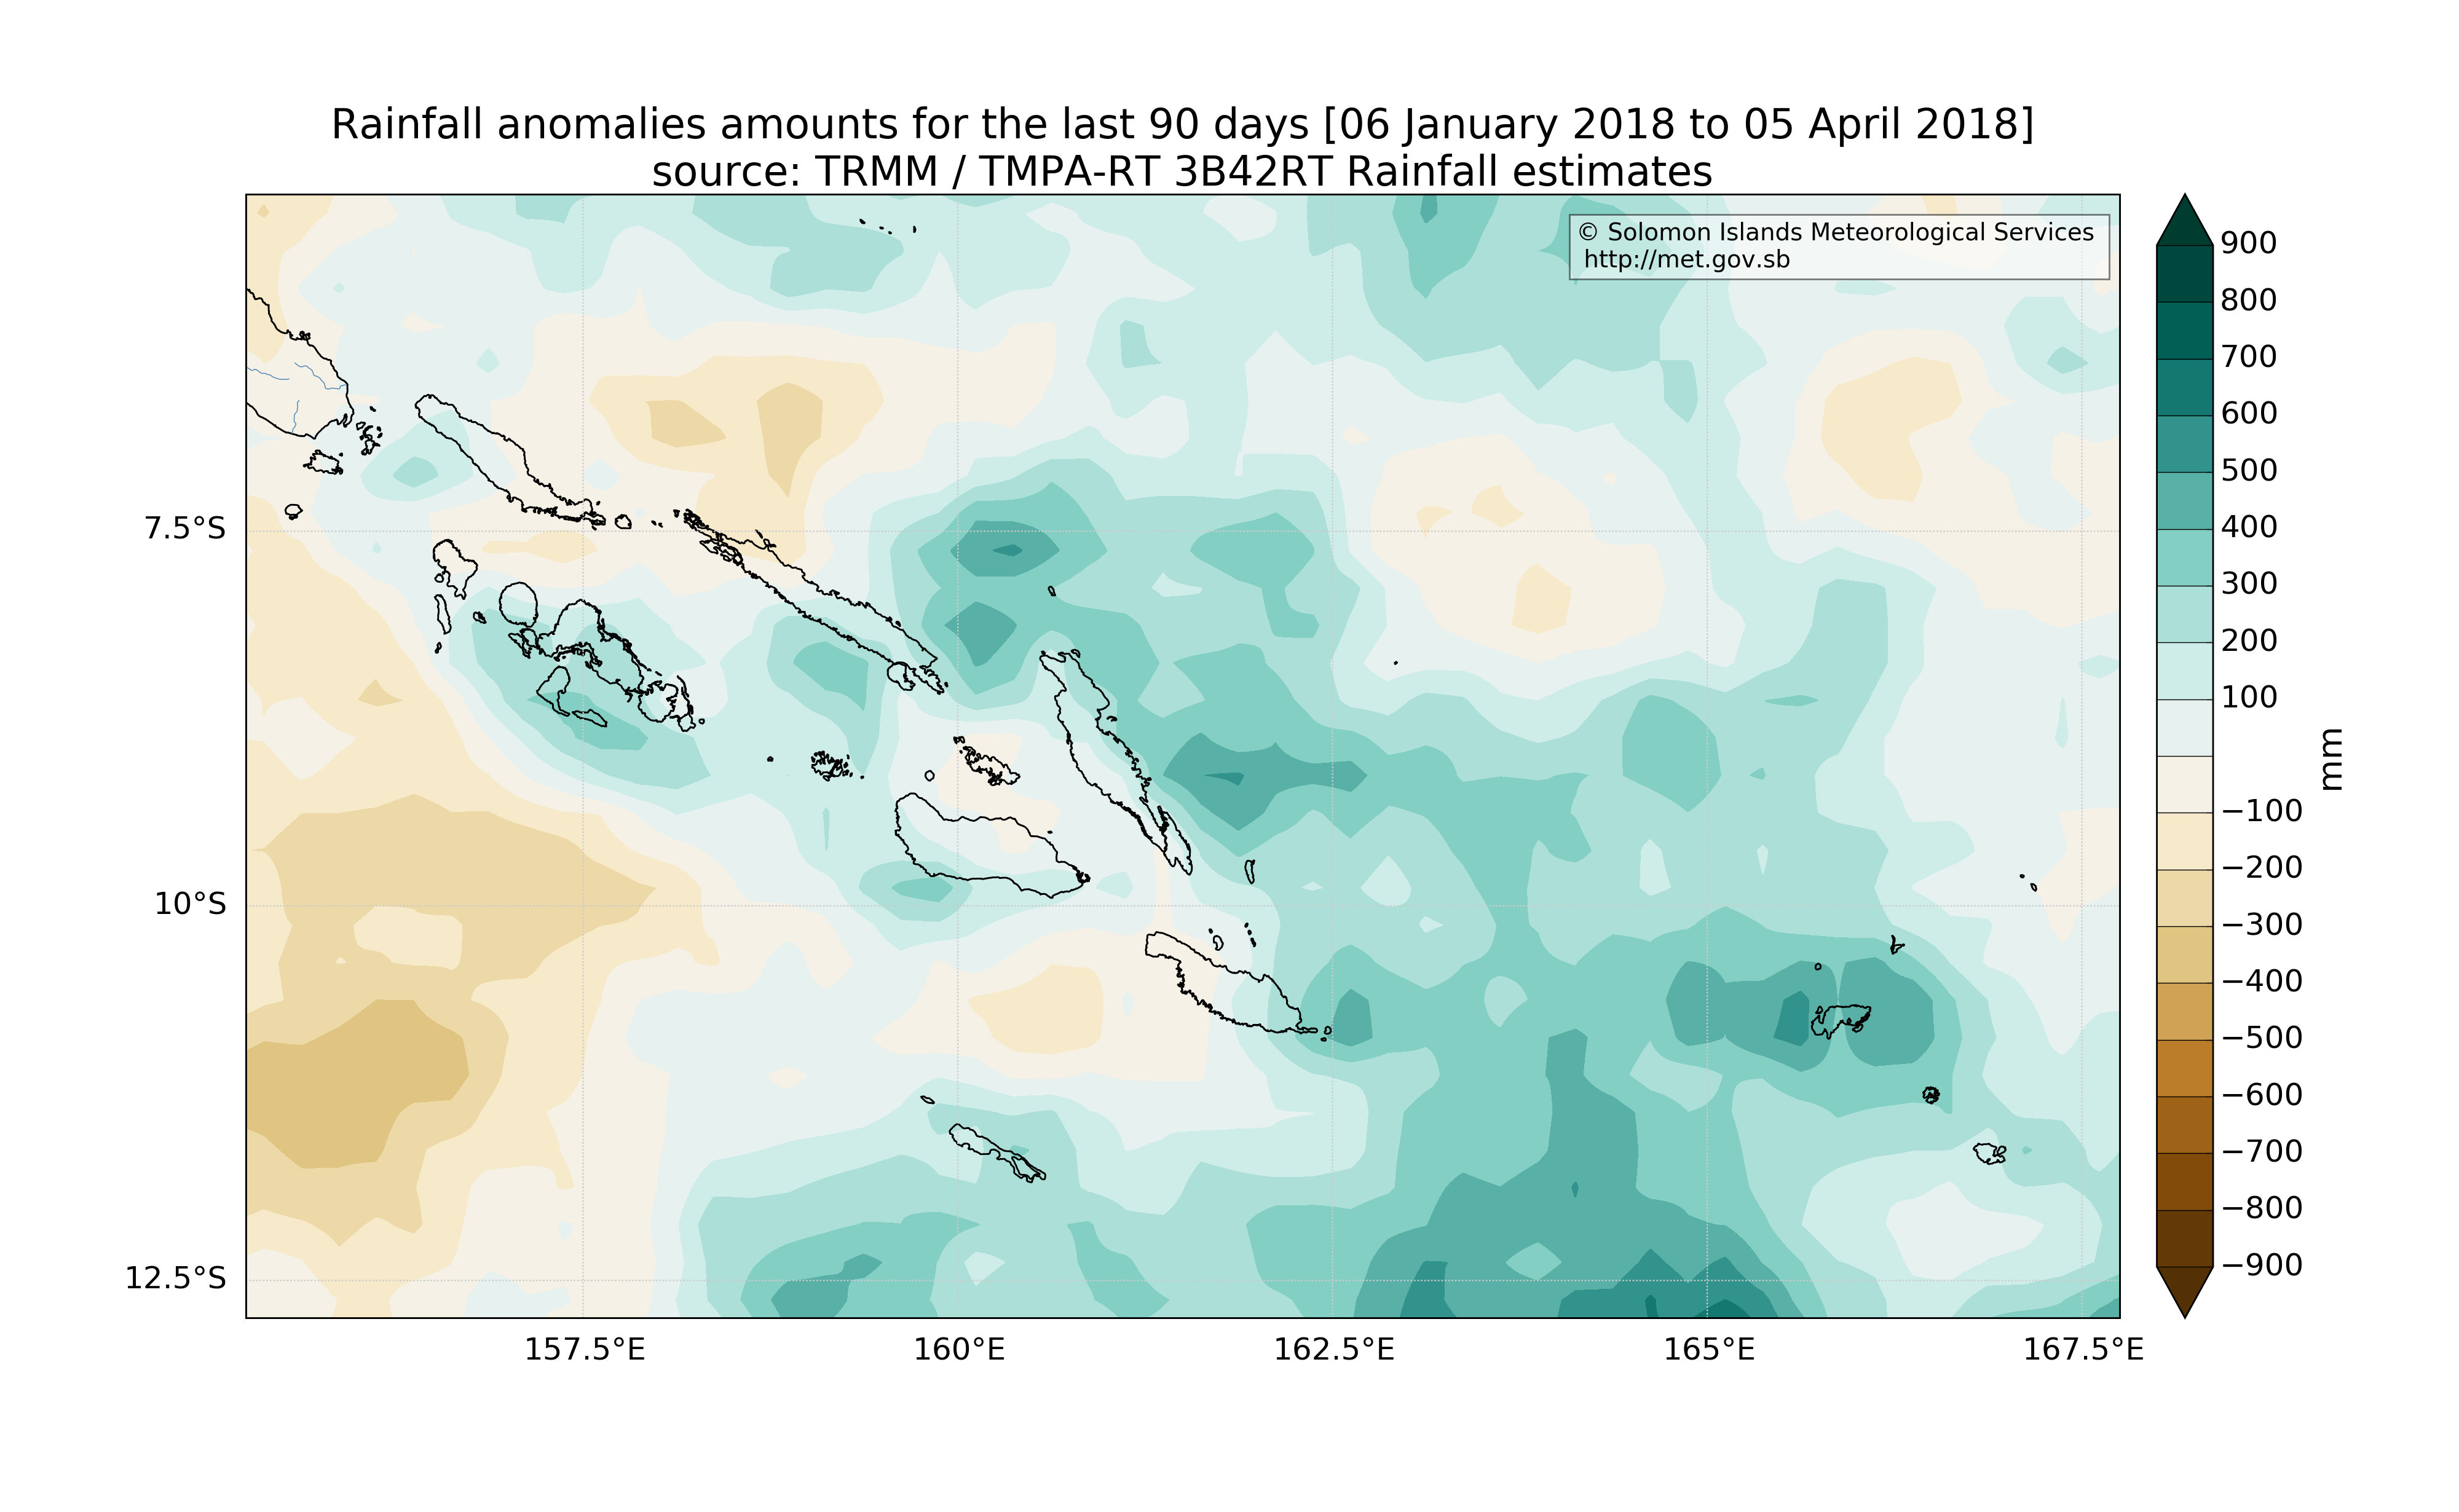 Rainfall anomalies amounts for the last 90 days [06 January 2018 to 05 April 2018]
source: TRMM / TMPA-RT 3B42RT Rainfall estimates
© Solomon Islands Meteorological Services
http://met.gov.sb
7.5°S
10°S
12.5°S
157.5°E
160°E
162.5°E
165°E
167.5°E
900
800
700
600
500
400
300
200
100
−100
−200
−300
−400
−500
−600
−700
−800
−900
mm